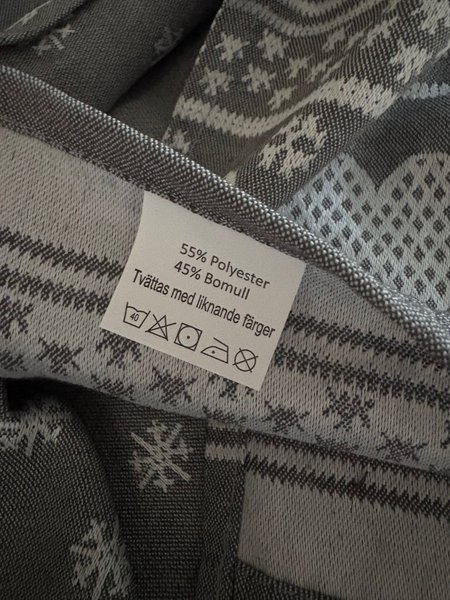 55% Polyester
45% Bomull
Tvättas med liknande färger
40